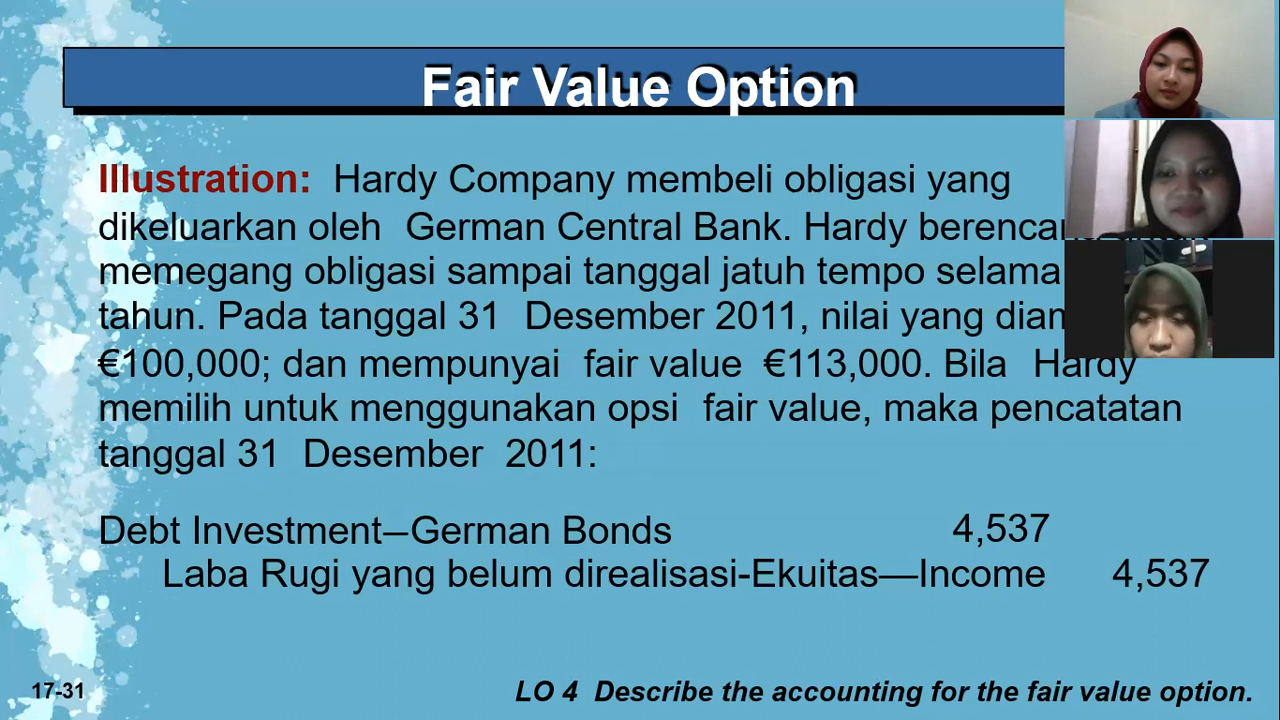 Fair Value Option
Illustration: Hardy Company membeli obligasi yang
dikeluarkan oleh German Central Bank. Hardy
memegang obligasi sampai tanggal jatuh tempo selama
tahun. Pada tanggal 31 Desember 2011, nilai yang
€100,000; dan mempunyai fair value €113,000. Bila Hardy
memilih untuk menggunakan opsi fair value, maka pencatatan
tanggal 31 Desember 2011:
Debt Investment—German Bonds 4,537
Laba Rugi yang belum direalisasi-Ekuitas—Income 4,537
17-31 LO 4 Describe the accounting for the fair value option.